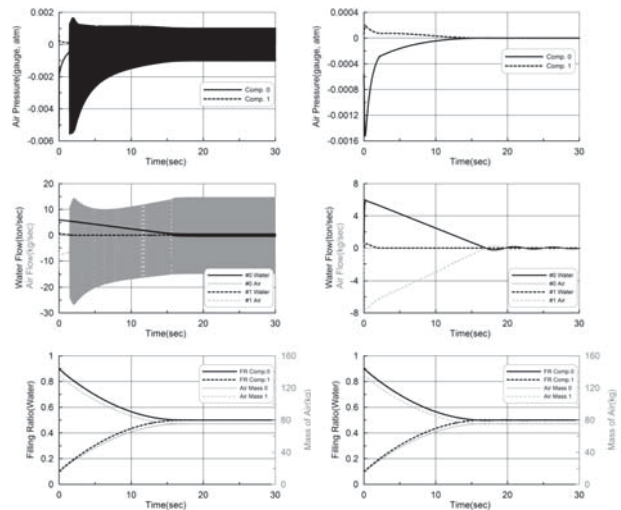 0.002
0
-0.002
-0.004
-0.006
Air Pressure(gauge, atm)
Comp. 0
Comp. 1
0 10 20 30
Time(sec)
0.0004
0
-0.0004
-0.0008
-0.0012
-0.0016
Air Pressure(gauge, atm)
Comp. 0
Comp. 1
0 10 20 30
Time(sec)
20
10
0
-10
-20
-30
Water Flow(ton/sec)
Air Flow(kg/sec)
#0 Water
#0 Air
#1 Water
#1 Air
0 10 20 30
Time(sec)
8
4
0
-4
-8
Water Flow(ton/sec)
Air Flow(kg/sec)
#0 Water
#0 Air
#1 Water
#1 Air
0 10 20 30
Time(sec)
1
0.8
0.6
0.4
0.2
0
Filling Ratio(Water)
FR Comp:0
FR Comp:1
Air Mass 0
Air Mass 1
160
120
80
40
0
Mass of Air(kg)
0 10 20 30
Time(sec)
1
0.8
0.6
0.4
0.2
0
Filling Ratio(Water)
FR Comp:0
FR Comp:1
Air Mass 0
Air Mass 1
160
120
80
40
0
Mass of Air(kg)
0 10 20 30
Time(sec)